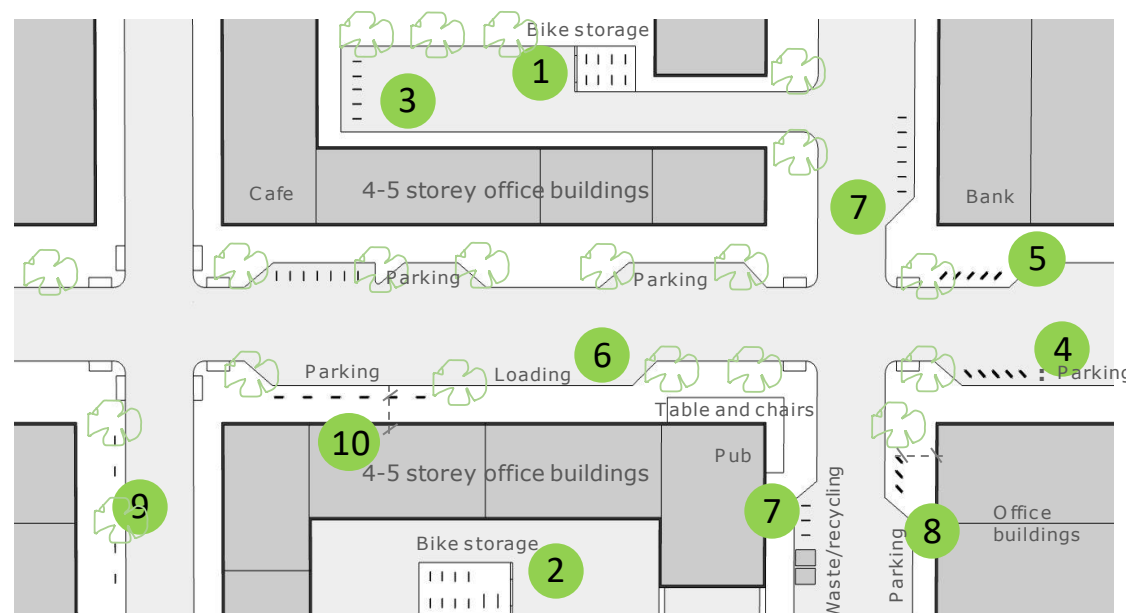 Bike storage
1
3
Cafe
4-5 storey office buildings
7
Bank
5
Parking
Parking
6
4
Parking
Loading
Parking
Table and chairs
10
Pub
4-5 storey office buildings
9
7
8
Office
buildings
Bike storage
2
Waste/recycling
Parking